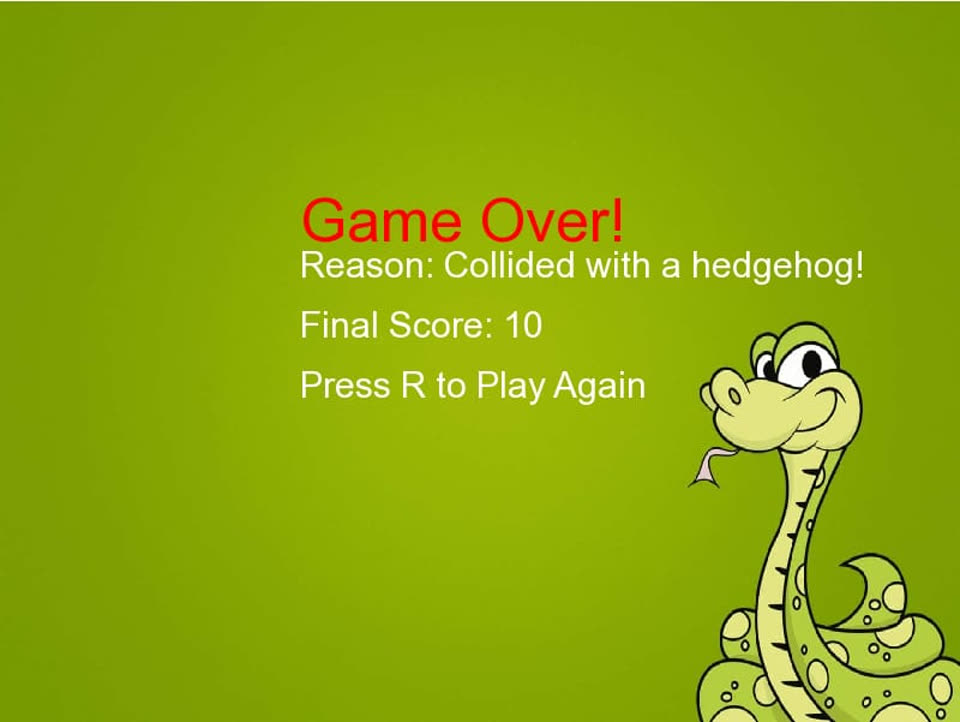 Game Over!
Reason: Collided with a hedgehog!
Final Score: 10
Press R to Play Again